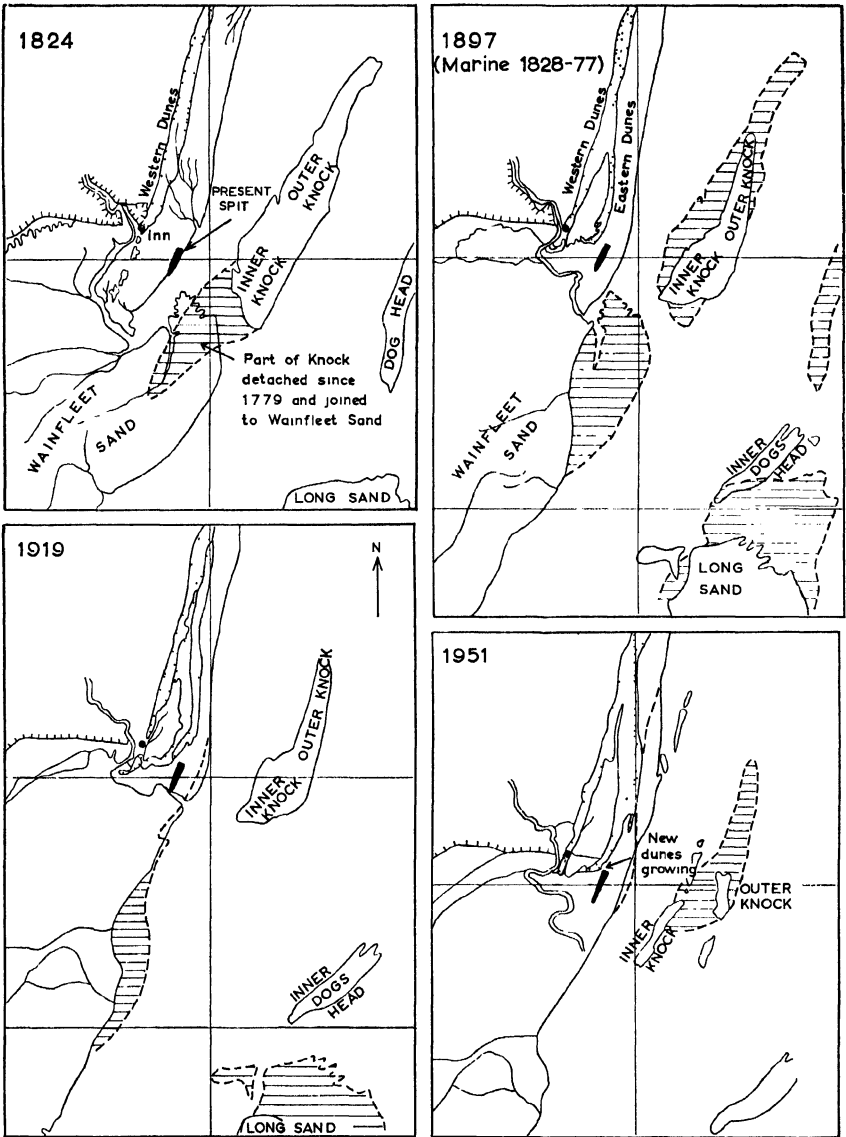 1824
Western Dunes
PRESENT
SPIT
Inn
OUTER
KNOCK
INNER
KNOCK
DOG HEAD
Part of Knock
detached since
1779 and joined
to Wainfleet Sand
WAINFLEET
SAND
LONG SAND
1897
(Marine 1828-77)
Western Dunes
Eastern Dunes
OUTER KNOCK
INNER
KNOCK
WAINFLEET
SAND
INNER
DOGS
HEAD
LONG
SAND
1919
N
OUTER KNOCK
INNER
KNOCK
INNER
DOGS
HEAD
LONG SAND
1951
New
dunes
growing
OUTER
KNOCK
INNER
KNOCK